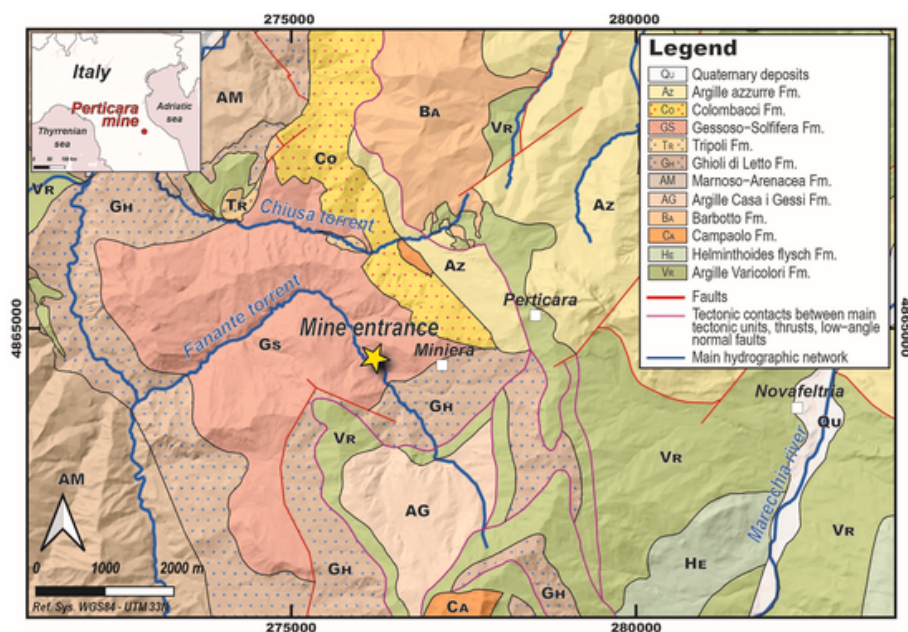 275000
280000
Italy
Perticara
mine
Adriatic
sea
Thyrrenian
sea
Legend
QU Quaternary deposits
AZ Argille azzurre Fm.
CO Colombacci Fm.
GS Gessoso-Solfifera Fm.
TR Tripoli Fm.
GH Ghioli di Letto Fm.
AM Marnoso-Arenacea Fm.
AG Argille Casa i Gessi Fm.
BA Barbotto Fm.
CA Campaolo Fm.
HE Helminthoides flysch Fm.
VR Argille Varicolori Fm.
Faults
Tectonic contacts between main
tectonic units, thrusts, low-angle
normal faults
Main hydrographic network
AM
BA
VR
CO
VR
GH
TR
Chiusa torrent
AZ
AZ
Perticara
4865000
4865000
Fanante torrent
Mine entrance
GS
Miniera
Novafeltria
GH
QU
VR
VR
AM
AG
Marecchia river
VR
HE
GH
GH
CA
0 1000 2000 m
Ref. Sys. WGS84 - UTM 33N
275000
280000